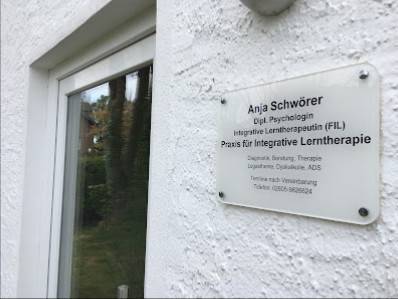 Anja Schwörer
Dipl. Psychologin
Integrative Lerntherapeutin (FIL)
Praxis für Integrative Lerntherapie
Diagnostik, Beratung, Therapie
Legasthenie, Dyskalkulie, ADS
Termine nach Vereinbarung
Telefon: